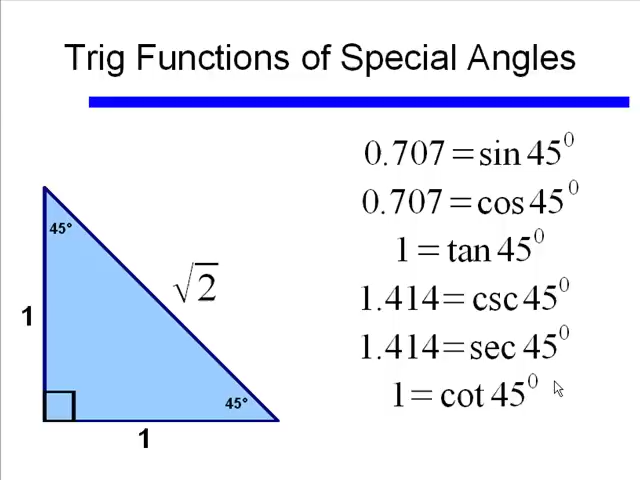 Trig Functions of Special Angles
0.707 = sin 45⁰
0.707 = cos 45⁰
1 = tan 45⁰
1.414 = csc 45⁰
1.414 = sec 45⁰
1 = cot 45⁰
45°
√2
1
45°
1